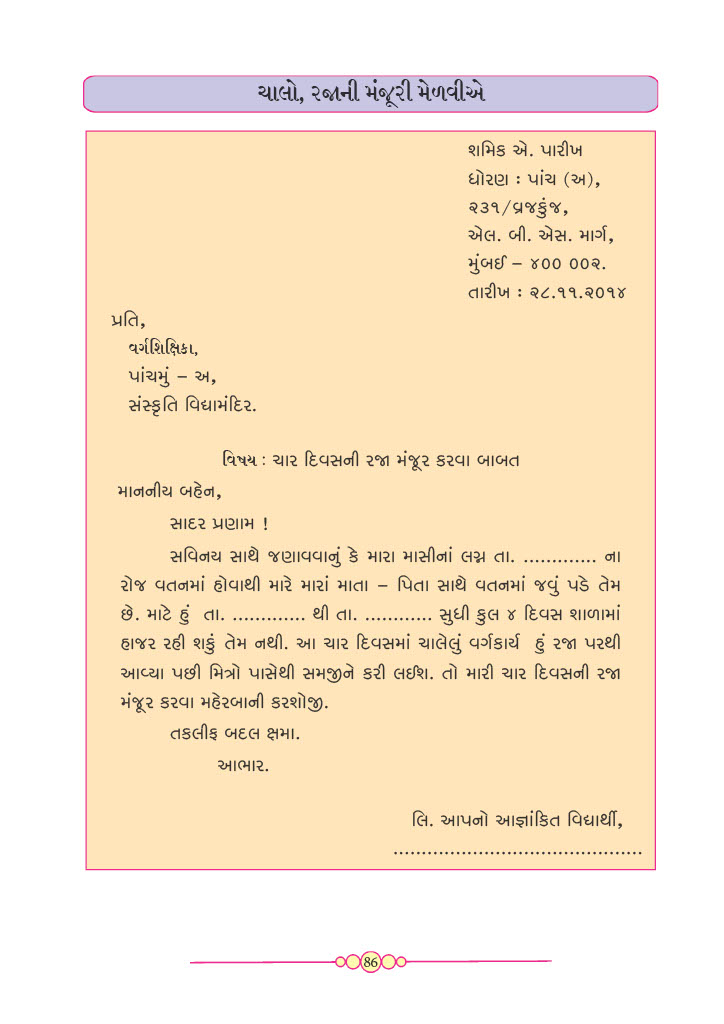 ચાલો, રજાની મંજૂરી મેળવીએ
શમિક એ. પારીખ
ધોરણ : પાંચ (અ),
૨૩૧/વ્રજકુંજ,
એલ. બી. એસ. માર્ગ,
મુંબઈ – ૪૦૦ ૦૦૨.
તારીખ : ૨૮.૧૧.૨૦૧૪
પ્રતિ,
વર્ગશિક્ષિકા,
પાંચમું – અ,
સંસ્કૃતિ વિદ્યામંદિર.
વિષય : ચાર દિવસની રજા મંજૂર કરવા બાબત
માનનીય બહેન,
સાદર પ્રણામ !
સવિનય સાથે જણાવવાનું કે મારા માસીનાં લગ્ન તા. ............. ના
રોજ વતનમાં હોવાથી મારે મારાં માતા – પિતા સાથે વતનમાં જવું પડે તેમ
છે. માટે હું તા. ............. થી તા. ............ સુધી કુલ ૪ દિવસ શાળામાં
હાજર રહી શકું તેમ નથી. આ ચાર દિવસમાં ચાલેલું વર્ગકાર્ય હું રજા પરથી
આવ્યા પછી મિત્રો પાસેથી સમજીને કરી લઈશ. તો મારી ચાર દિવસની રજા
મંજૂર કરવા મહેરબાની કરશોજી.
તકલીફ બદલ ક્ષમા.
આભાર.
લિ. આપનો આજ્ઞાંકિત વિદ્યાર્થી,
............................................
86